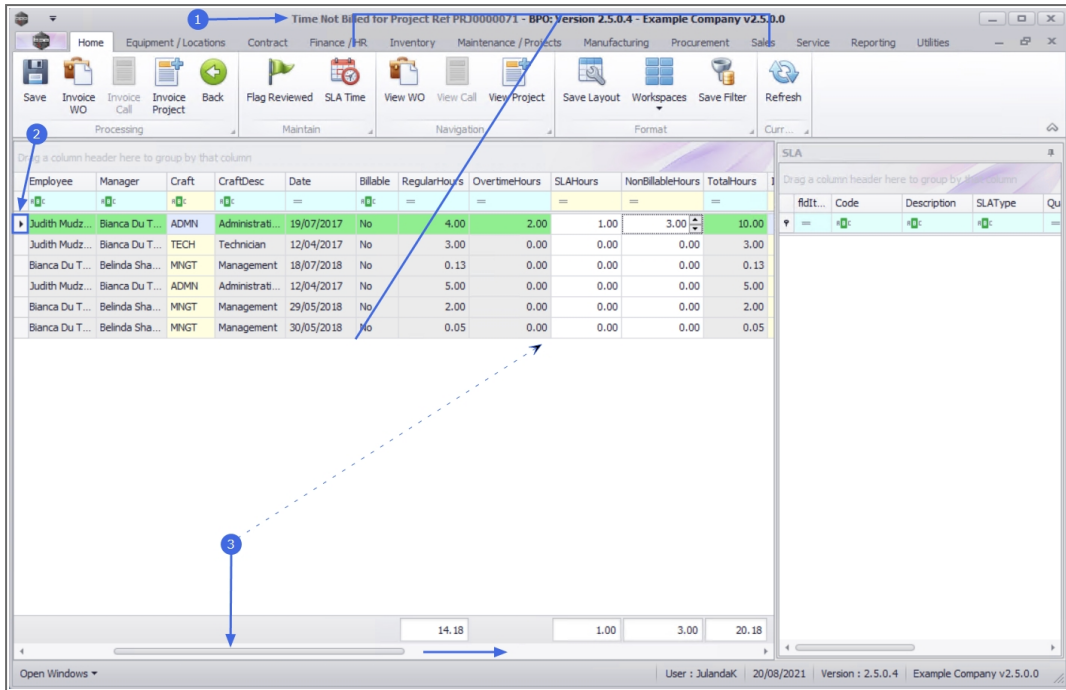 1
Time Not Billed for Project Ref PRJ0000071 - BPO: Version 2.5.0.4 - Example Company v2.5.0.0
Home Equipment / Locations Contract Finance / HR Inventory Maintenance / Projects Manufacturing Procurement Sales Service Reporting Utilities
Save Invoice WO Invoice Call Invoice Project Back Flag Reviewed SLA Time View WO View Call View Project Save Layout Workspaces Save Filter Refresh
Processing Maintain Navigation Format Curr...
2
Drag a column header here to group by that column
Employee Manager Craft CraftDesc Date Billable RegularHours OvertimeHours SLAHours NonBillableHours TotalHours
Judith Mudz... Bianca Du T... ADMN Administrati... 19/07/2017 No 4.00 2.00 1.00 3.00 10.00
Judith Mudz... Bianca Du T... TECH Technician 12/04/2017 No 3.00 0.00 0.00 0.00 3.00
Bianca Du T... Belinda Sha... MNGT Management 18/07/2018 No 0.13 0.00 0.00 0.00 0.13
Judith Mudz... Bianca Du T... ADMN Administrati... 12/04/2017 No 5.00 0.00 0.00 0.00 5.00
Bianca Du T... Belinda Sha... MNGT Management 29/05/2018 No 2.00 0.00 0.00 0.00 2.00
Bianca Du T... Belinda Sha... MNGT Management 30/05/2018 No 0.05 0.00 0.00 0.00 0.05
3
14.18 1.00 3.00 20.18
SLA
Drag a column header here to group by that column
fldIt... Code Description SLAType Qu
Open Windows User : JulandaK 20/08/2021 Version : 2.5.0.4 Example Company v2.5.0.0